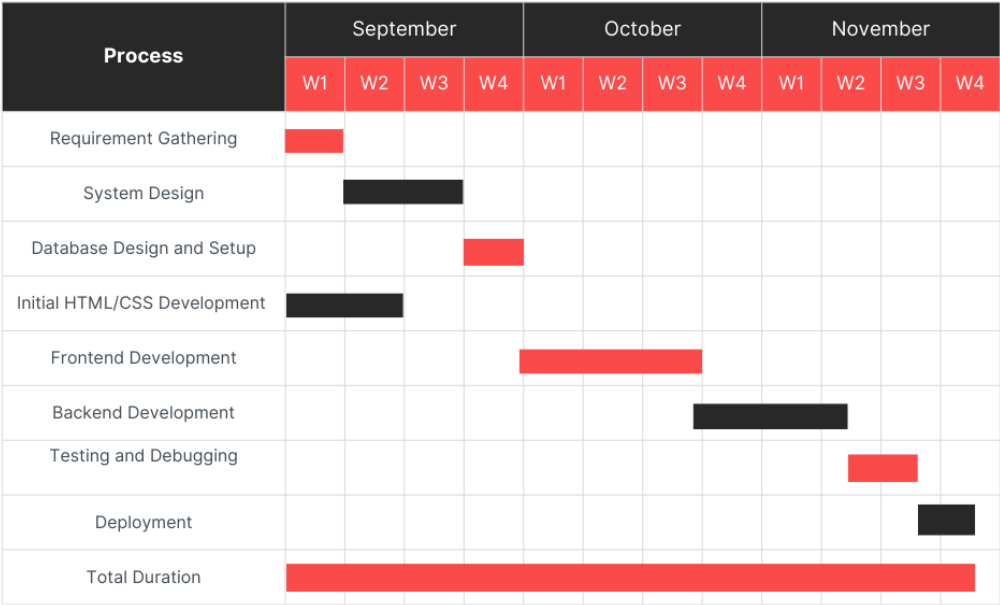 Process
September
October
November
W1 W2 W3 W4 W1 W2 W3 W4 W1 W2 W3 W4
Requirement Gathering
System Design
Database Design and Setup
Initial HTML/CSS Development
Frontend Development
Backend Development
Testing and Debugging
Deployment
Total Duration